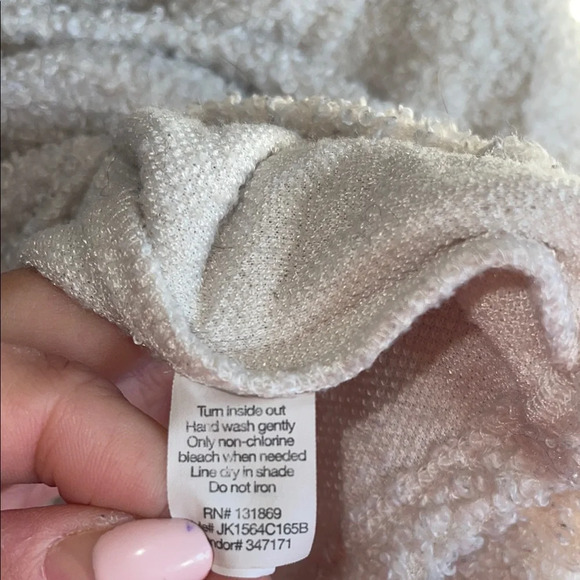 Turn inside out
Hand wash gently
Only non-chlorine
bleach when needed
Line dry in shade
Do not iron
RN# 131869
JK1564C165B
347171